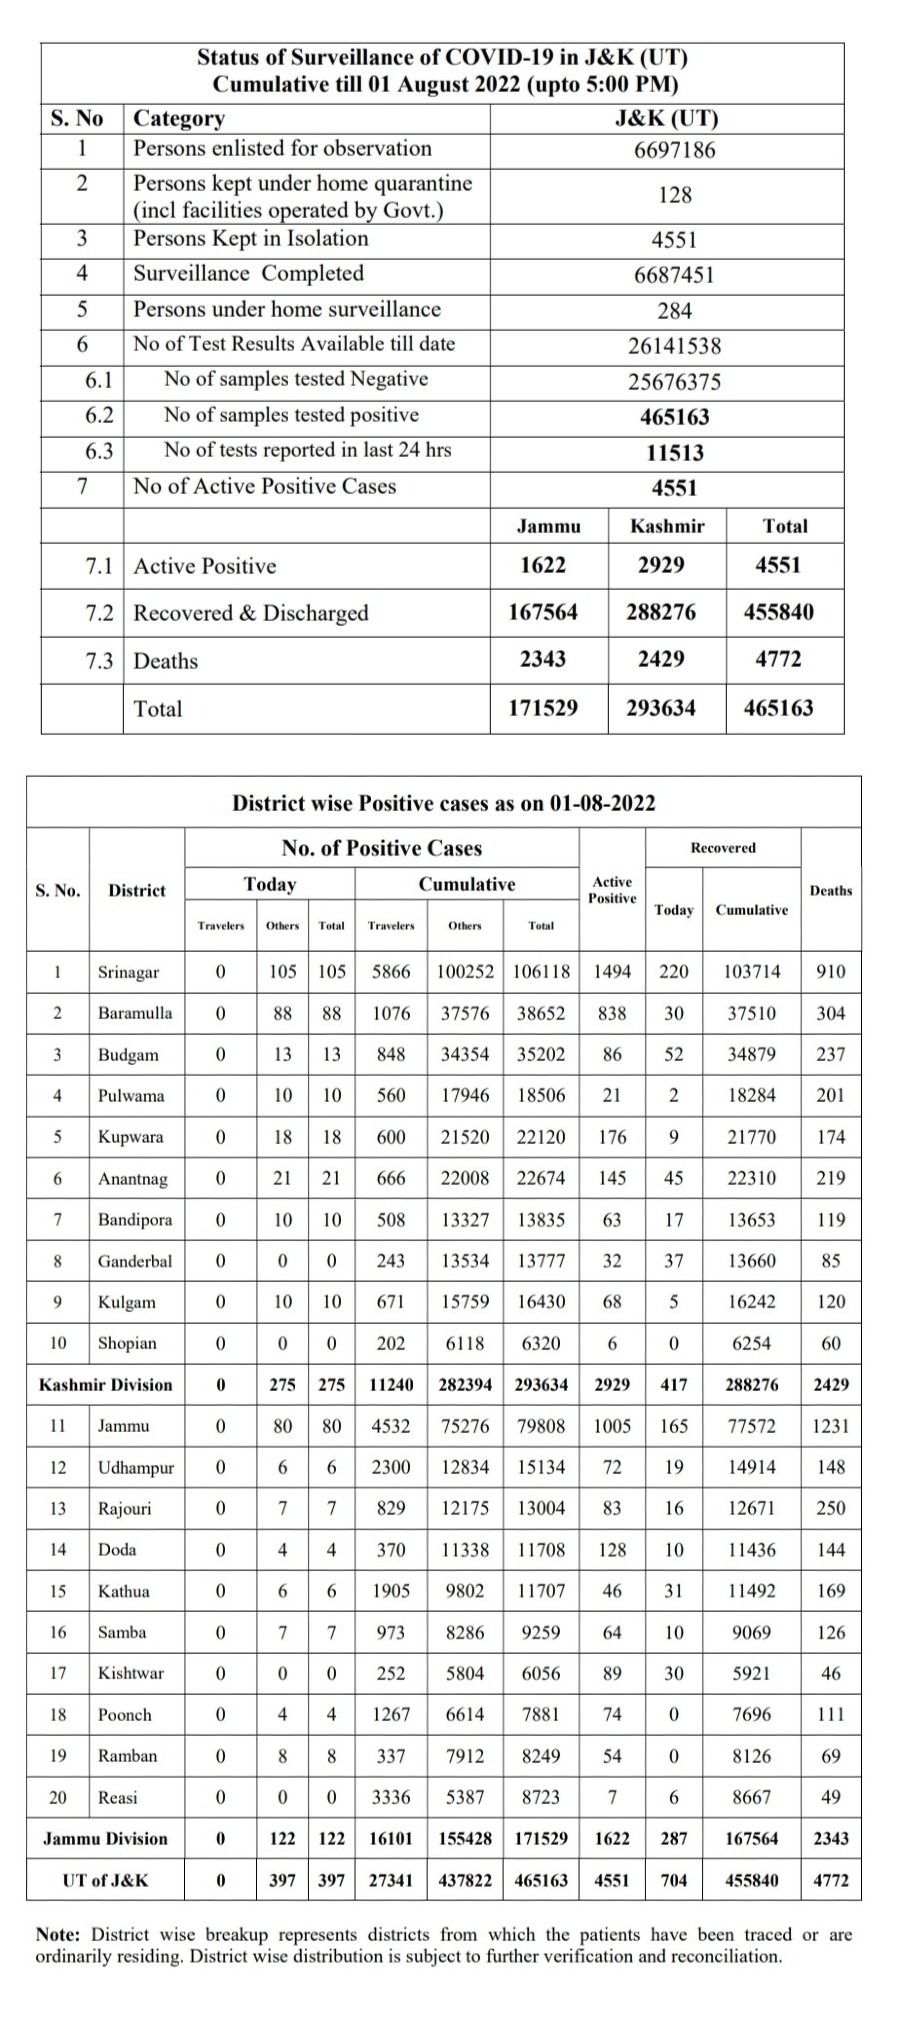 Status of Surveillance of COVID-19 in J&K (UT)
Cumulative till 01 August 2022 (upto 5:00 PM)
S. No Category J&K (UT)
1 Persons enlisted for observation 6697186
2 Persons kept under home quarantine
(incl facilities operated by Govt.) 128
3 Persons Kept in Isolation 4551
4 Surveillance Completed 6687451
5 Persons under home surveillance 284
6 No of Test Results Available till date 26141538
6.1 No of samples tested Negative 25676375
6.2 No of samples tested positive 465163
6.3 No of tests reported in last 24 hrs 11513
7 No of Active Positive Cases 4551
Jammu Kashmir Total
7.1 Active Positive 1622 2929 4551
7.2 Recovered & Discharged 167564 288276 455840
7.3 Deaths 2343 2429 4772
Total 171529 293634 465163
District wise Positive cases as on 01-08-2022
S. No. District No. of Positive Cases Active Positive Recovered Deaths
Today Cumulative Today Cumulative
Travelers Others Total Travelers Others Total
1 Srinagar 0 105 105 5866 100252 106118 1494 220 103714 910
2 Baramulla 0 88 88 1076 37576 38652 838 30 37510 304
3 Budgam 0 13 13 848 34354 35202 86 52 34879 237
4 Pulwama 0 10 10 560 17946 18506 21 2 18284 201
5 Kupwara 0 18 18 600 21520 22120 176 9 21770 174
6 Anantnag 0 21 21 666 22008 22674 145 45 22310 219
7 Bandipora 0 10 10 508 13327 13835 63 17 13653 119
8 Ganderbal 0 0 0 243 13534 13777 32 37 13660 85
9 Kulgam 0 10 10 671 15759 16430 68 5 16242 120
10 Shopian 0 0 0 202 6118 6320 6 0 6254 60
Kashmir Division 0 275 275 11240 282394 293634 2929 417 288276 2429
11 Jammu 0 80 80 4532 75276 79808 1005 165 77572 1231
12 Udhampur 0 6 6 2300 12834 15134 72 19 14914 148
13 Rajouri 0 7 7 829 12175 13004 83 16 12671 250
14 Doda 0 4 4 370 11338 11708 128 10 11436 144
15 Kathua 0 6 6 1905 9802 11707 46 31 11492 169
16 Samba 0 7 7 973 8286 9259 64 10 9069 126
17 Kishtwar 0 0 0 252 5804 6056 89 30 5921 46
18 Poonch 0 4 4 1267 6614 7881 74 0 7696 111
19 Ramban 0 8 8 337 7912 8249 54 0 8126 69
20 Reasi 0 0 0 3336 5387 8723 7 6 8667 49
Jammu Division 0 122 122 16101 155428 171529 1622 287 167564 2343
UT of J&K 0 397 397 27341 437822 465163 4551 704 455840 4772
Note: District wise breakup represents districts from which the patients have been traced or are
ordinarily residing. District wise distribution is subject to further verification and reconciliation.